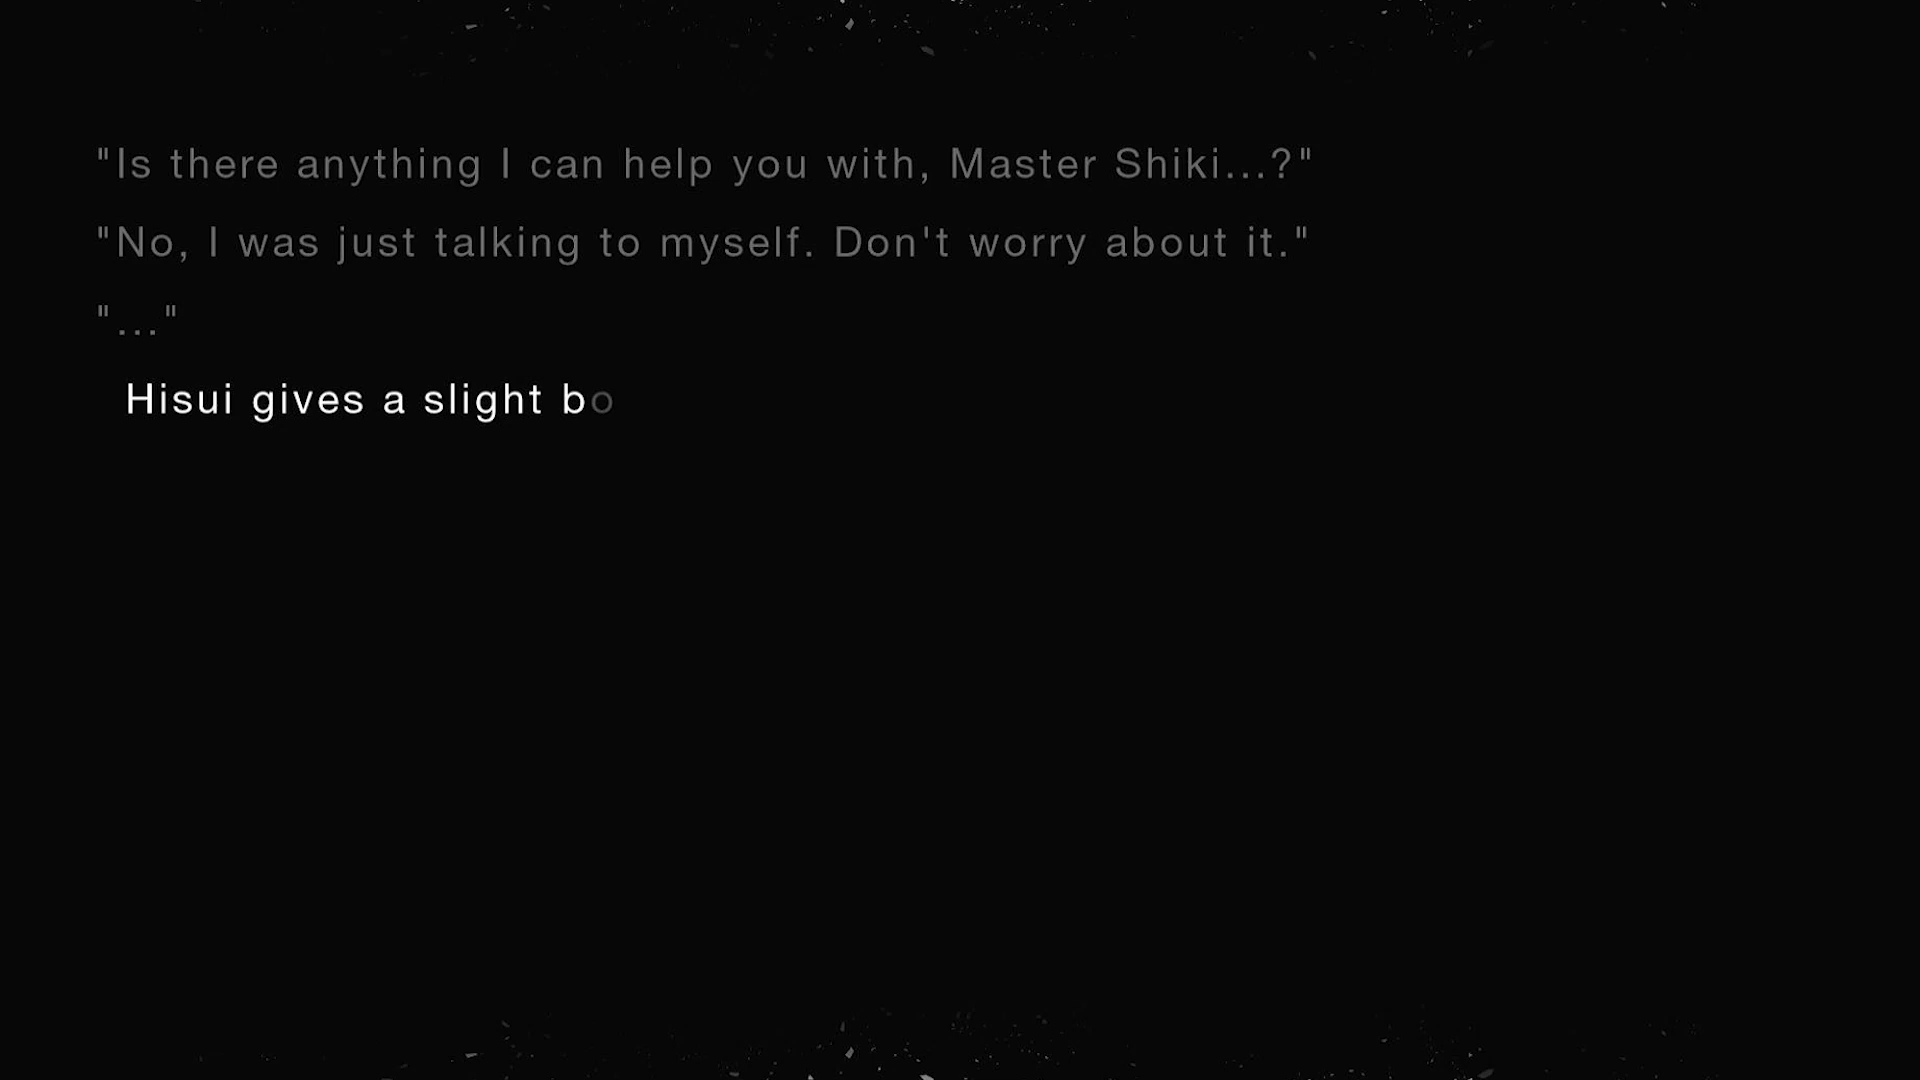 "Is there anything I can help you with, Master Shiki...?"
"No, I was just talking to myself. Don't worry about it."
"..."
Hisui gives a slight bo